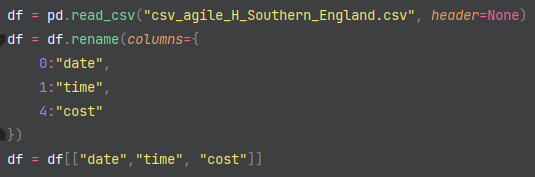 df = pd.read_csv("csv_agile_H_Southern_England.csv", header=None)
df = df.rename(columns={
    0:"date",
    1:"time",
    4:"cost"
})
df = df[["date","time", "cost"]]